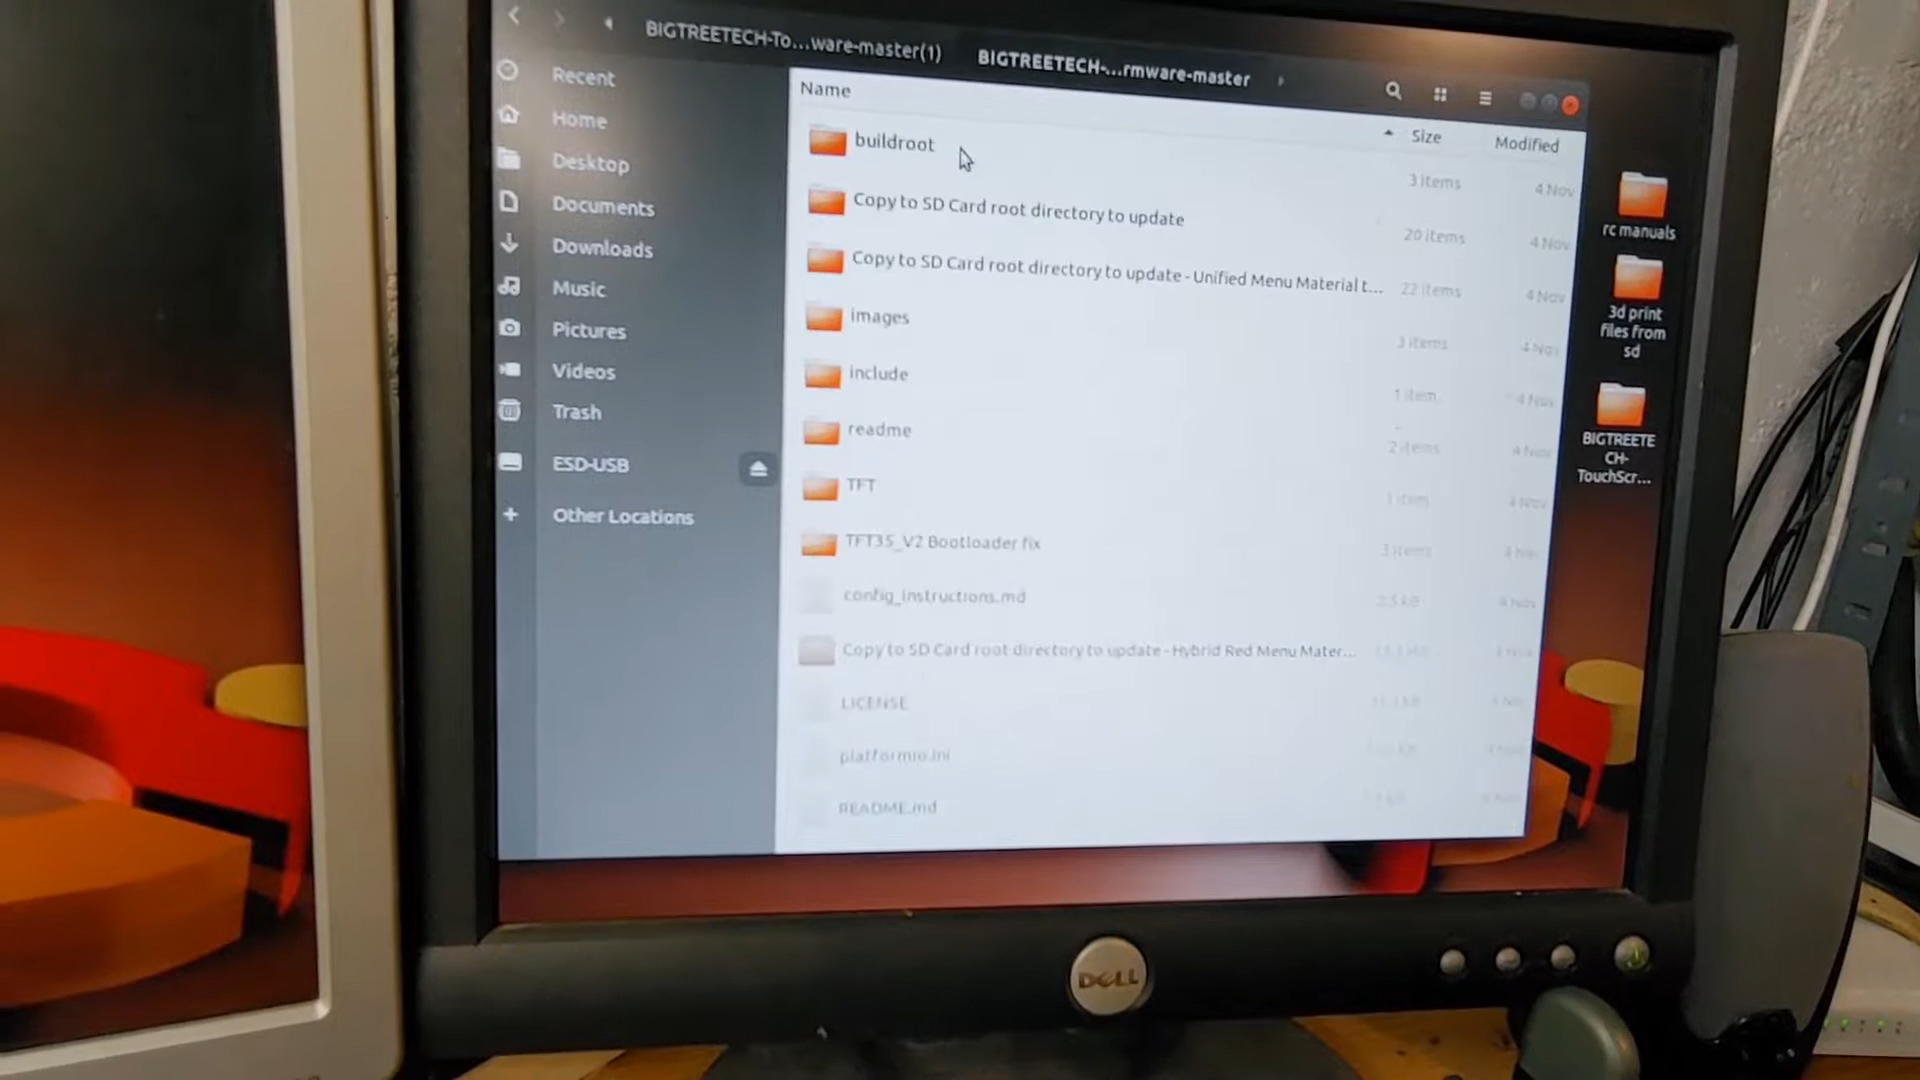 BIGTREETECH-To...ware-master(1) BIGTREETECH-...rmware-master
Recent
Home
Desktop
Documents
Downloads
Music
Pictures
Videos
Trash
ESD-USB
Other Locations
Name Size Modified
buildroot 3 items 4 Nov
Copy to SD Card root directory to update 20 items 4 Nov
Copy to SD Card root directory to update - Unified Menu Material t... 22 items 4 Nov
images 3 items 4 Nov
include 1 item 4 Nov
readme 2 items 4 Nov
TFT 1 item 4 Nov
TFT35_V2 Bootloader fix 3 items 4 Nov
config_instructions.md 4 Nov
Copy to SD Card root directory to update - Hybrid Red Menu Mater...
LICENSE
platformio.ini
README.md
rc manuals
3d print
files from
sd
BIGTREETE
CH-
TouchScr...
DELL